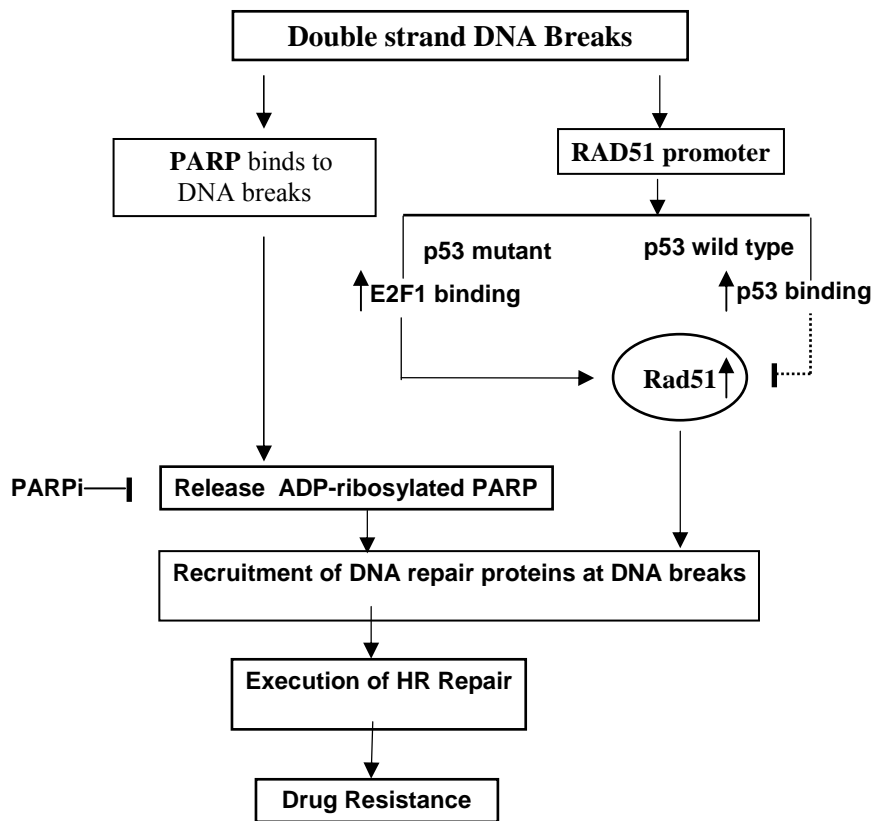 Double strand DNA Breaks
PARP binds to
DNA breaks
RAD51 promoter
p53 mutant
p53 wild type
E2F1 binding
p53 binding
Rad51
PARPi
Release ADP-ribosylated PARP
Recruitment of DNA repair proteins at DNA breaks
Execution of HR Repair
Drug Resistance